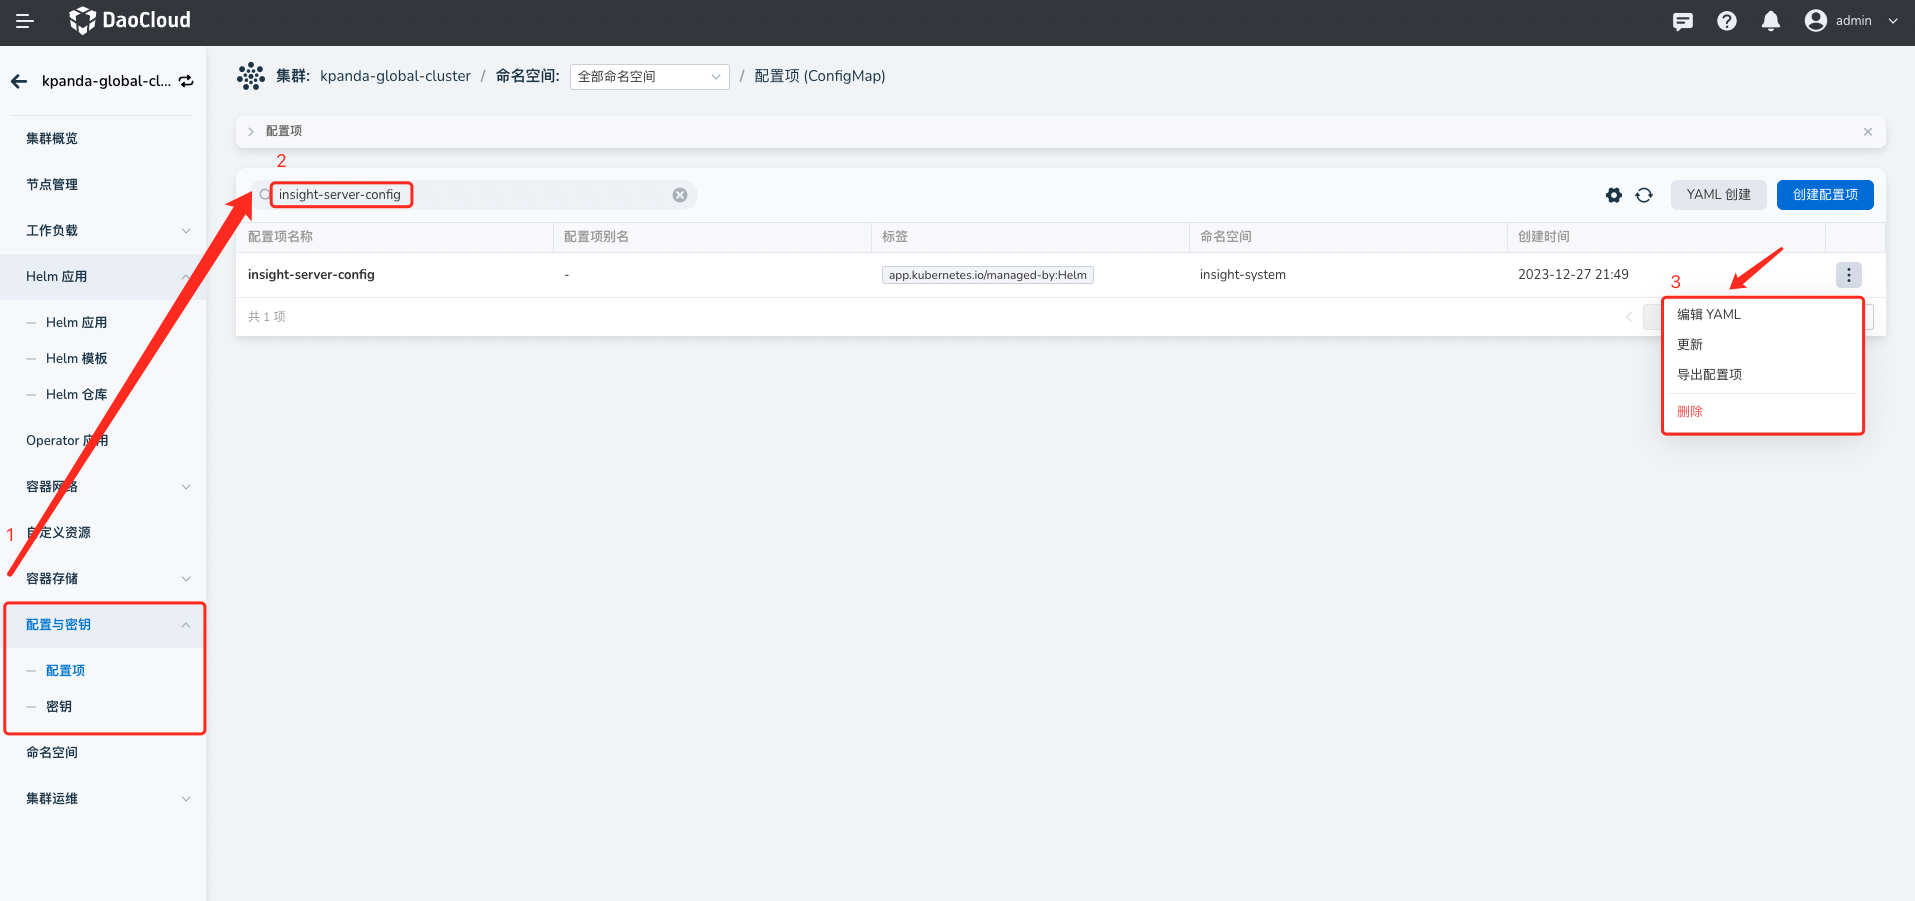 DaoCloud
admin
kpanda-global-cl...
集群概览
节点管理
工作负载
Helm 应用
Helm 应用
Helm 模板
Helm 仓库
Operator 应用
容器网络
1
自定义资源
容器存储
配置与密钥
配置项
密钥
命名空间
集群运维
集群: kpanda-global-cluster / 命名空间: 全部命名空间 / 配置项 (ConfigMap)
配置项
2
insight-server-config
YAML 创建
创建配置项
配置项名称 配置项别名 标签 命名空间 创建时间
insight-server-config - app.kubernetes.io/managed-by:Helm insight-system 2023-12-27 21:49
共 1 项
3
编辑 YAML
更新
导出配置项
删除